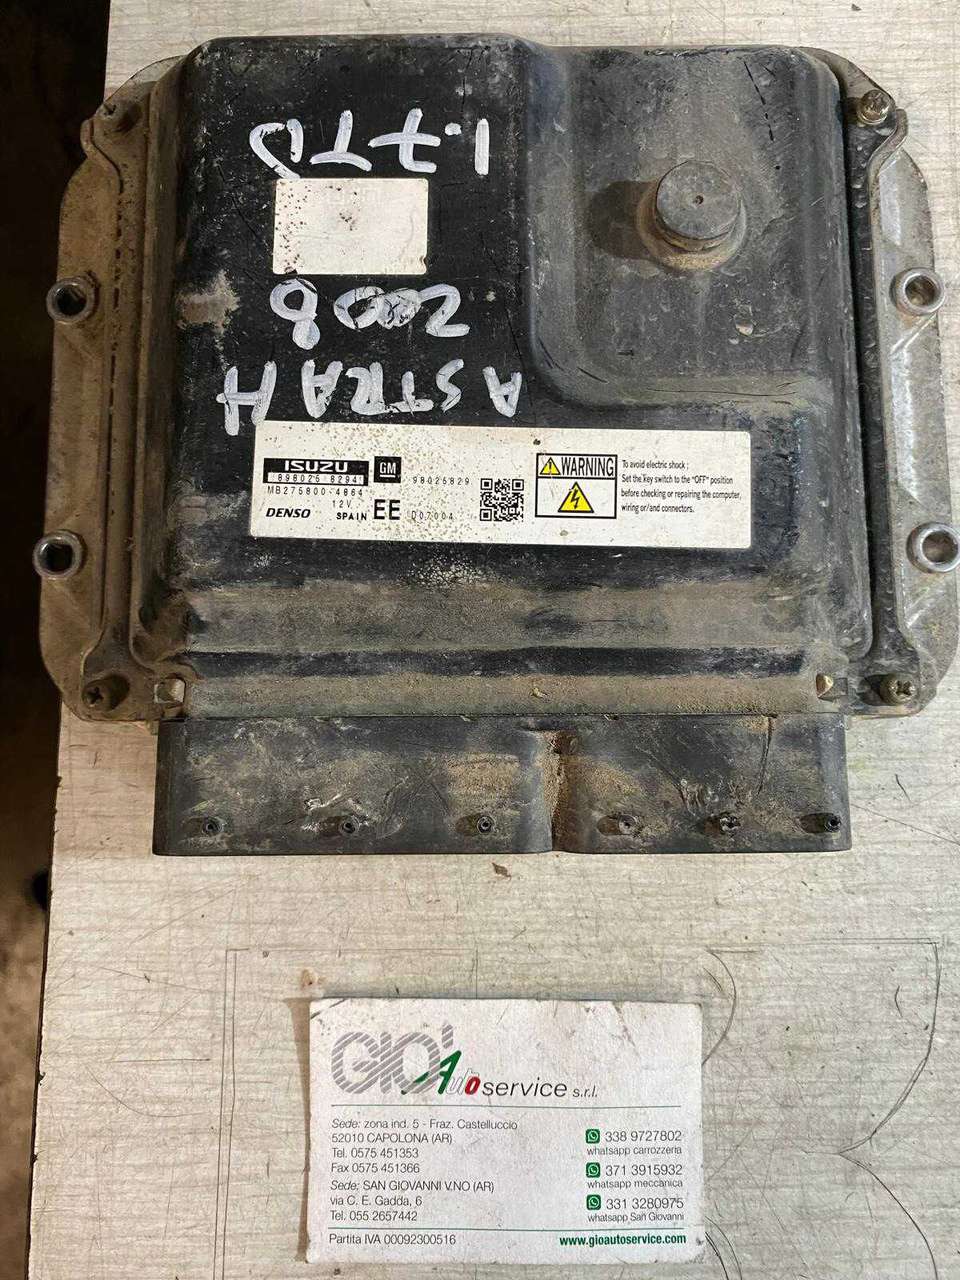 1.7TD
2008
ASTRA H
ISUZU
GM
98026829
MB275800-4864
12V
DENSO
SPAIN
EE
D07004
WARNING
To avoid electric shock ;
Set the key switch to the "OFF" position
before checking or repairing the computer,
wiring or/and connectors.
GIO' Auto service s.r.l.
Sede: zona ind. 5 - Fraz. Castelluccio
52010 CAPOLONA (AR)
Tel. 0575 451353
Fax 0575 451366
Sede: SAN GIOVANNI V.NO (AR)
via C. E. Gadda, 6
Tel. 055 2657442
Partita IVA 00092300516
338 9727802
whatsapp carrozzeria
371 3915932
whatsapp meccanica
331 3280975
whatsapp San Giovanni
www.gioautoservice.com